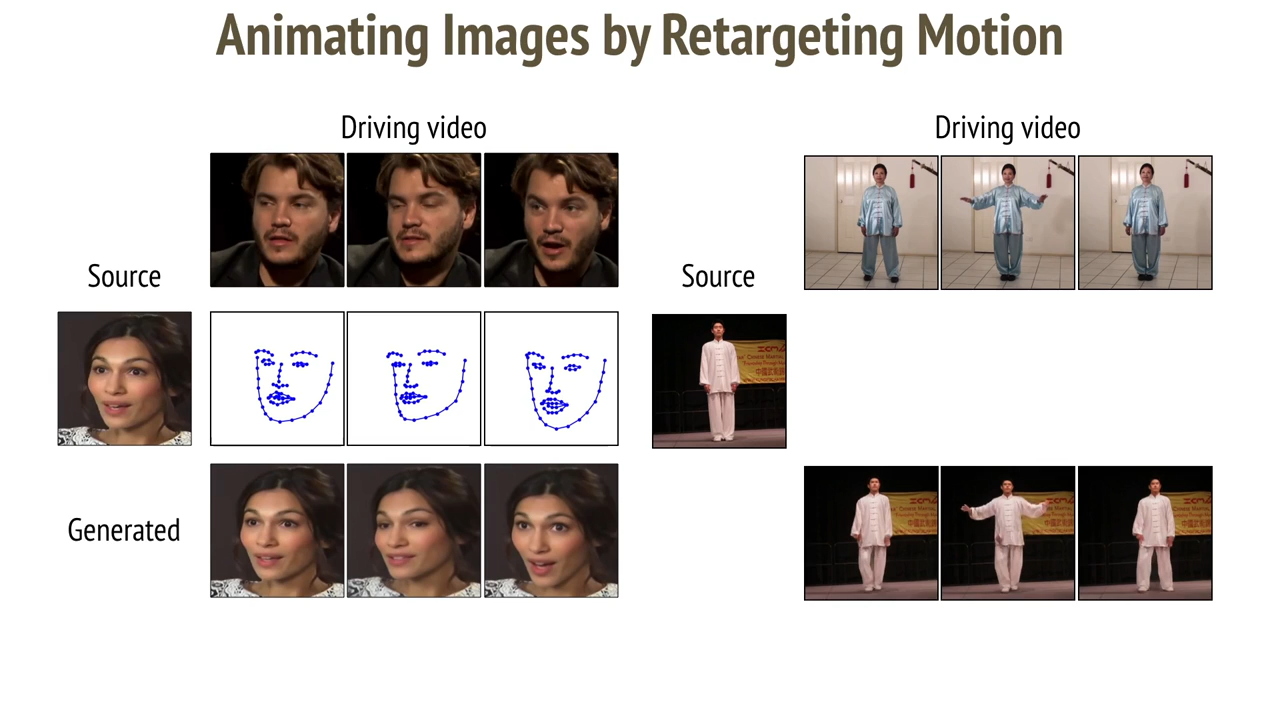 Animating Images by Retargeting Motion
Driving video
Driving video
Source
Source
Generated